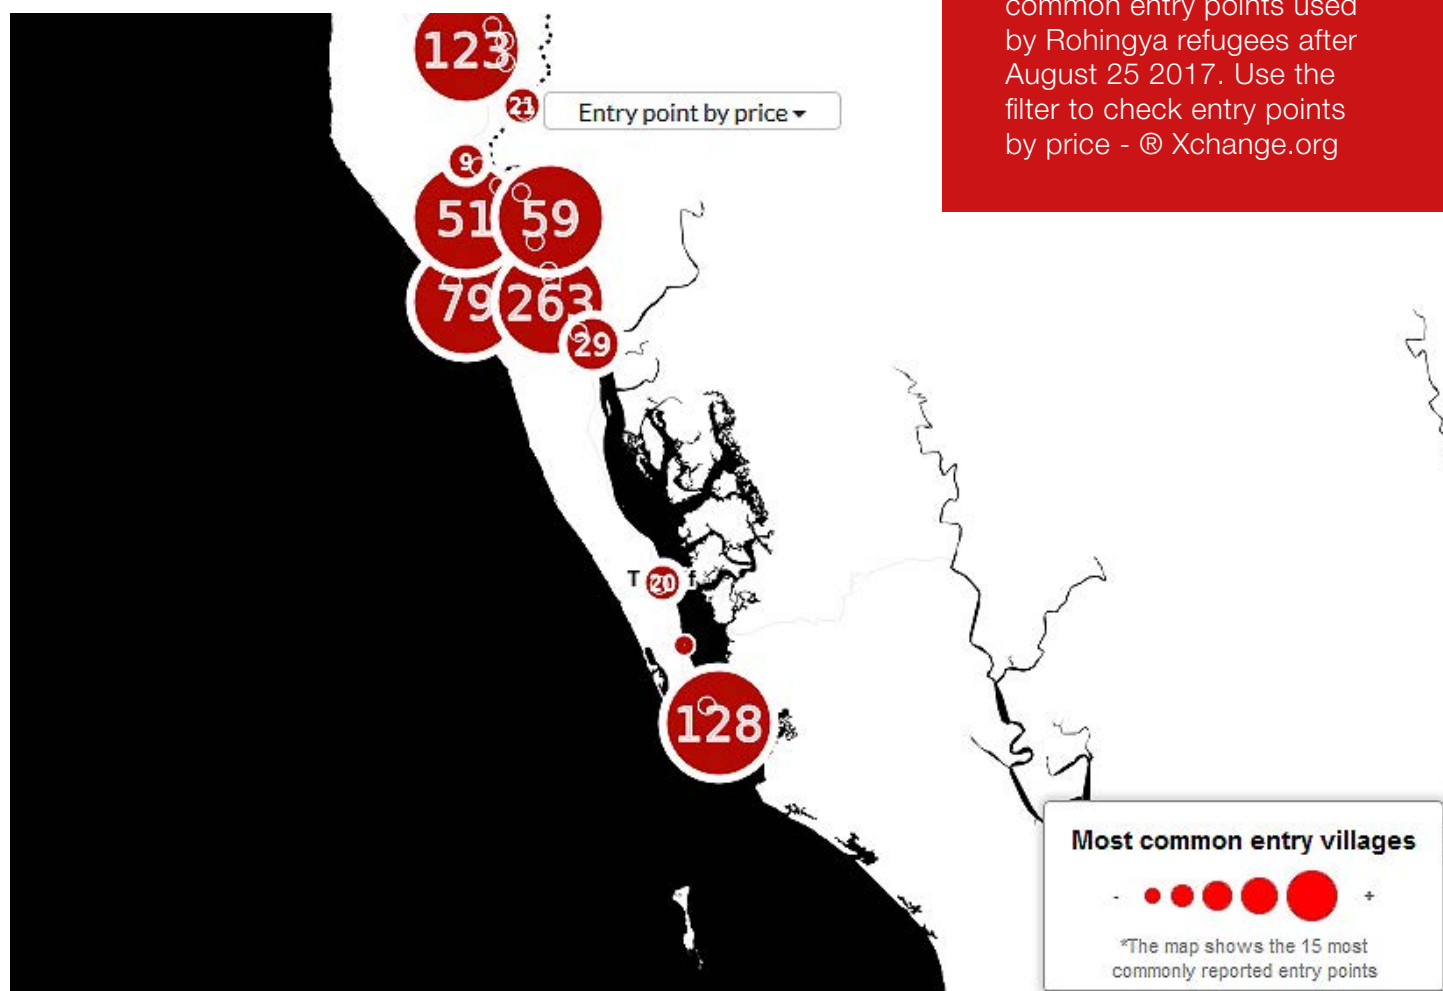 common entry points used
by Rohingya refugees after
August 25 2017. Use the
filter to check entry points
by price - ® Xchange.org
123
21
Entry point by price
9
51
59
79
263
29
T 20 f
128
Most common entry villages
- +
*The map shows the 15 most
commonly reported entry points